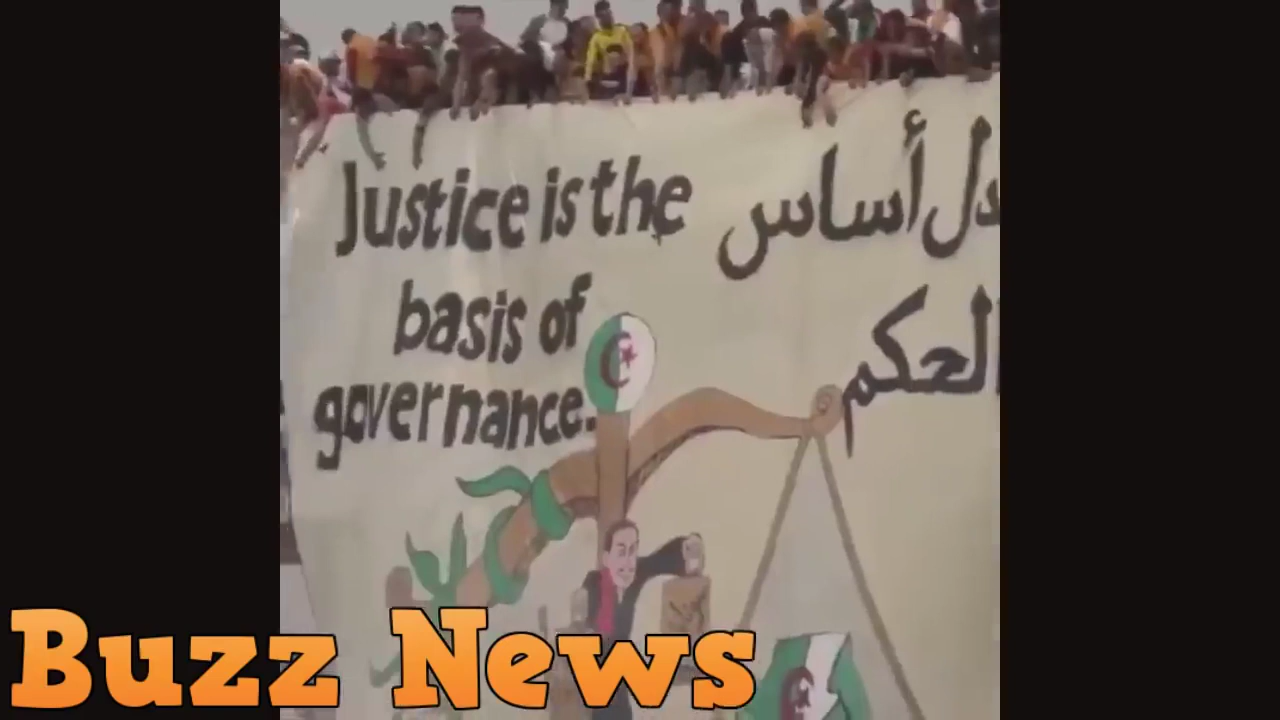 Justice is the
basis of
governance.
دل أساس
الحكم
Buzz News